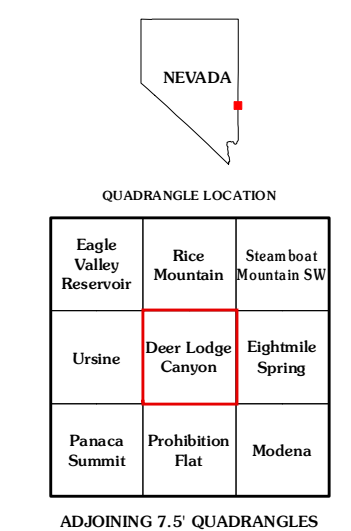 NEVADA
QUADRANGLE LOCATION
Eagle
Valley
Reservoir
Rice
Mountain
Steamboat
Mountain SW
Ursine
Deer Lodge
Canyon
Eightmile
Spring
Panaca
Summit
Prohibition
Flat
Modena
ADJOINING 7.5' QUADRANGLES